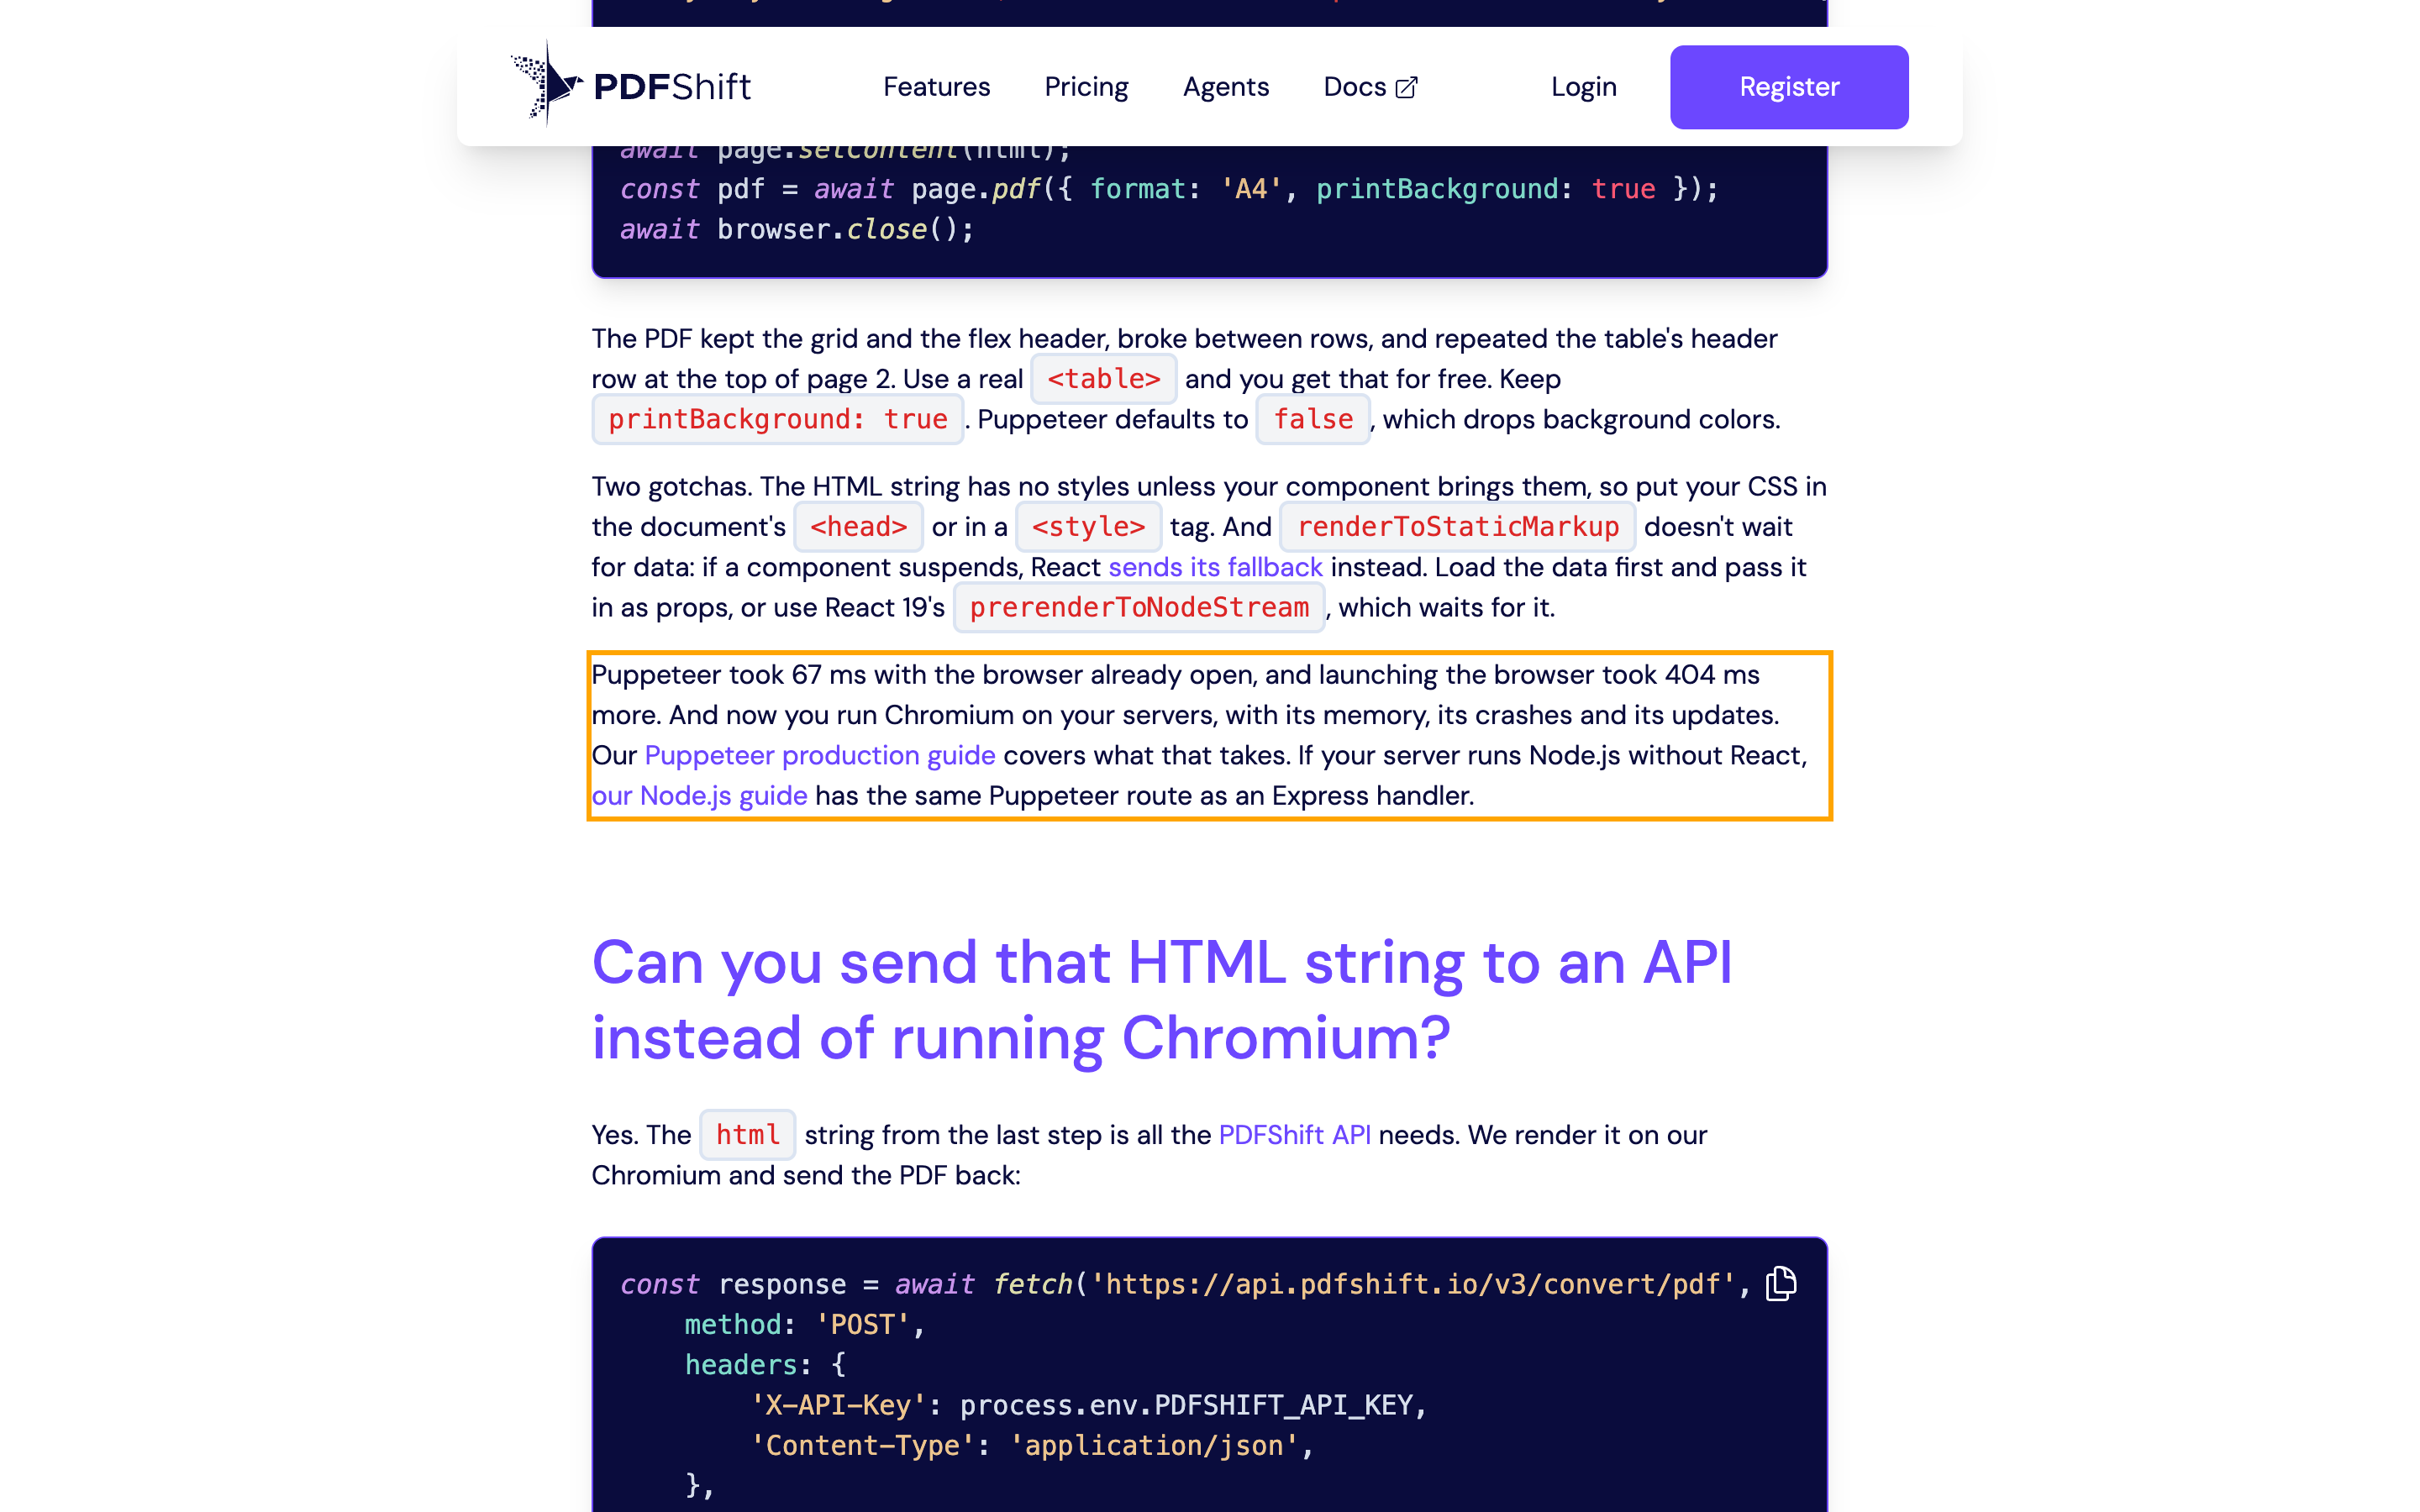 PDFShift
Features Pricing Agents Docs Login Register
await page.setContent(html);
const pdf = await page.pdf({ format: 'A4', printBackground: true });
await browser.close();
The PDF kept the grid and the flex header, broke between rows, and repeated the table's header
row at the top of page 2. Use a real <table> and you get that for free. Keep
printBackground: true. Puppeteer defaults to false, which drops background colors.
Two gotchas. The HTML string has no styles unless your component brings them, so put your CSS in
the document's <head> or in a <style> tag. And renderToStaticMarkup doesn't wait
for data: if a component suspends, React sends its fallback instead. Load the data first and pass it
in as props, or use React 19's prerenderToNodeStream, which waits for it.
Puppeteer took 67 ms with the browser already open, and launching the browser took 404 ms
more. And now you run Chromium on your servers, with its memory, its crashes and its updates.
Our Puppeteer production guide covers what that takes. If your server runs Node.js without React,
our Node.js guide has the same Puppeteer route as an Express handler.
Can you send that HTML string to an API
instead of running Chromium?
Yes. The html string from the last step is all the PDFShift API needs. We render it on our
Chromium and send the PDF back:
const response = await fetch('https://api.pdfshift.io/v3/convert/pdf',
method: 'POST',
headers: {
'X-API-Key': process.env.PDFSHIFT_API_KEY,
'Content-Type': 'application/json',
},